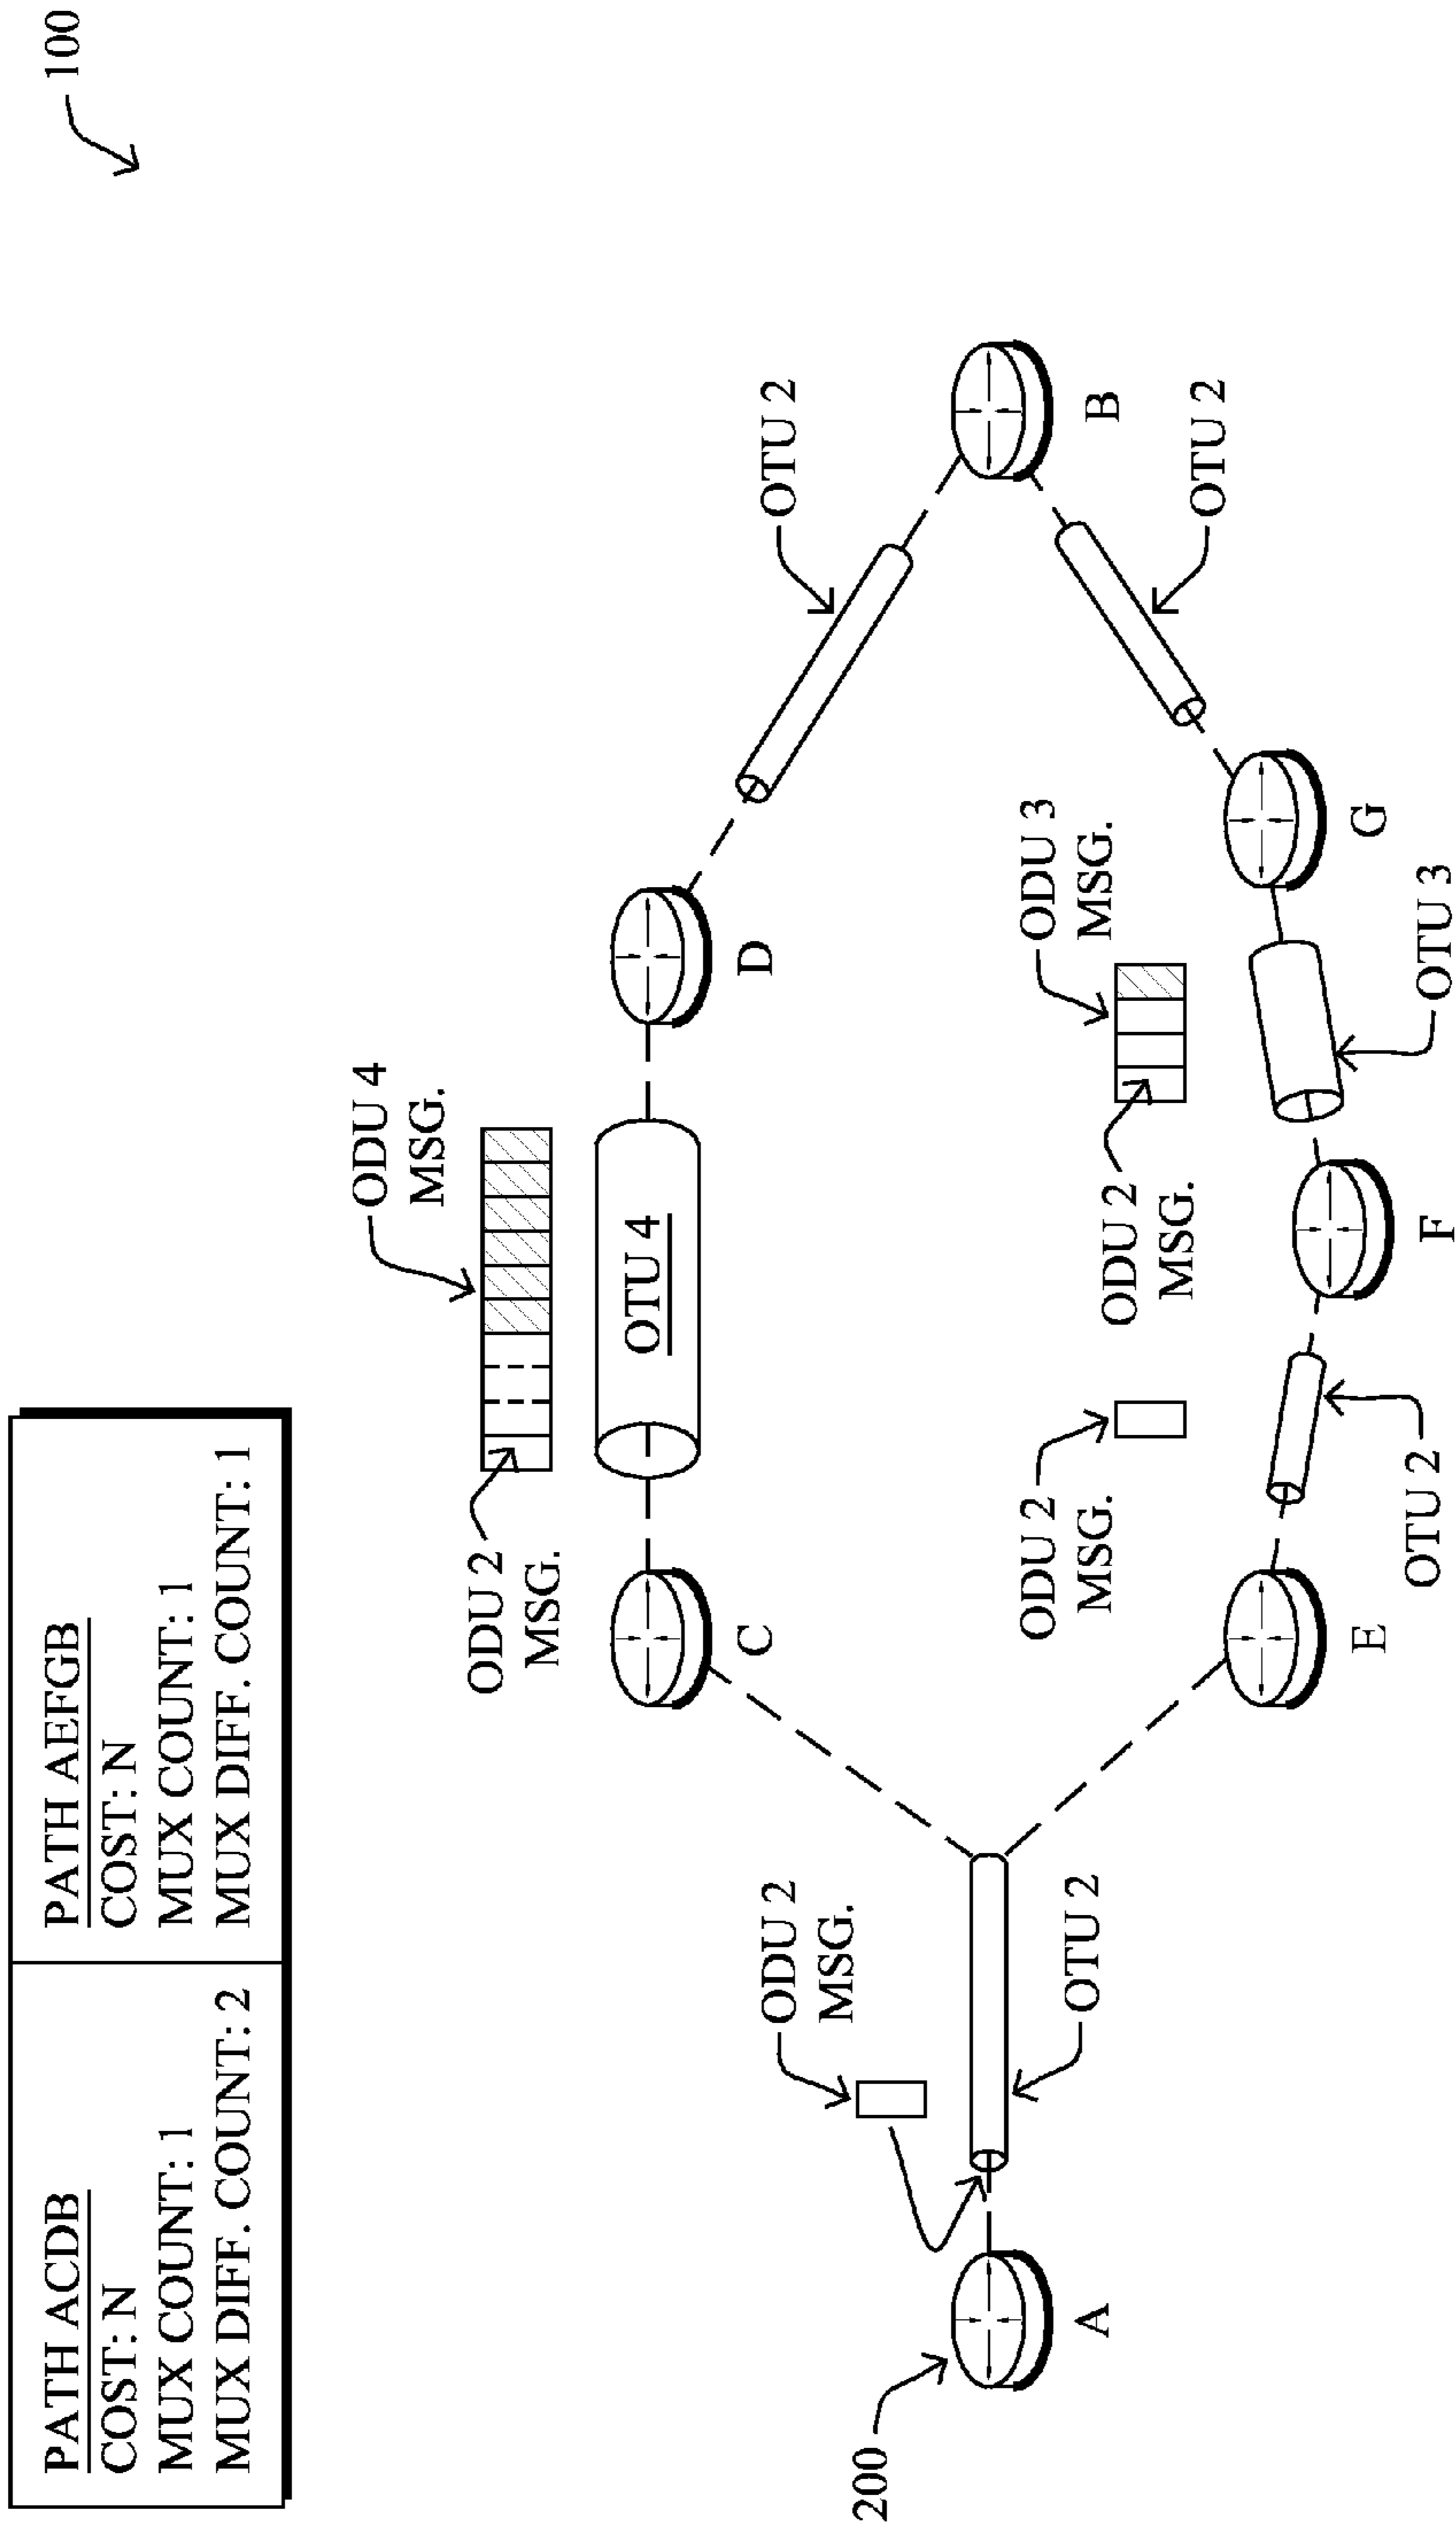 100
PATH ACDB
COST: N
MUX COUNT: 1
MUX DIFF. COUNT: 2
PATH AEFGB
COST: N
MUX COUNT: 1
MUX DIFF. COUNT: 1
ODU 4
MSG.
ODU 2
MSG.
OTU 4
C
D
OTU 2
ODU 2
MSG.
200
A
OTU 2
B
ODU 2
MSG.
ODU 2
MSG.
ODU 3
MSG.
OTU 2
E
F
G
OTU 2
OTU 3